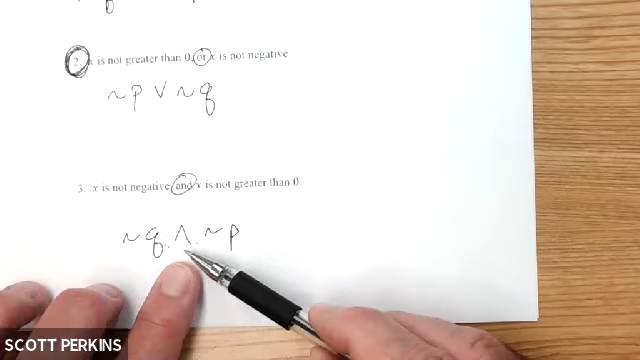 2. x is not greater than 0, or x is not negative
~p ∨ ~q
3. x is not negative and x is not greater than 0.
~q ∧ ~p
SCOTT PERKINS